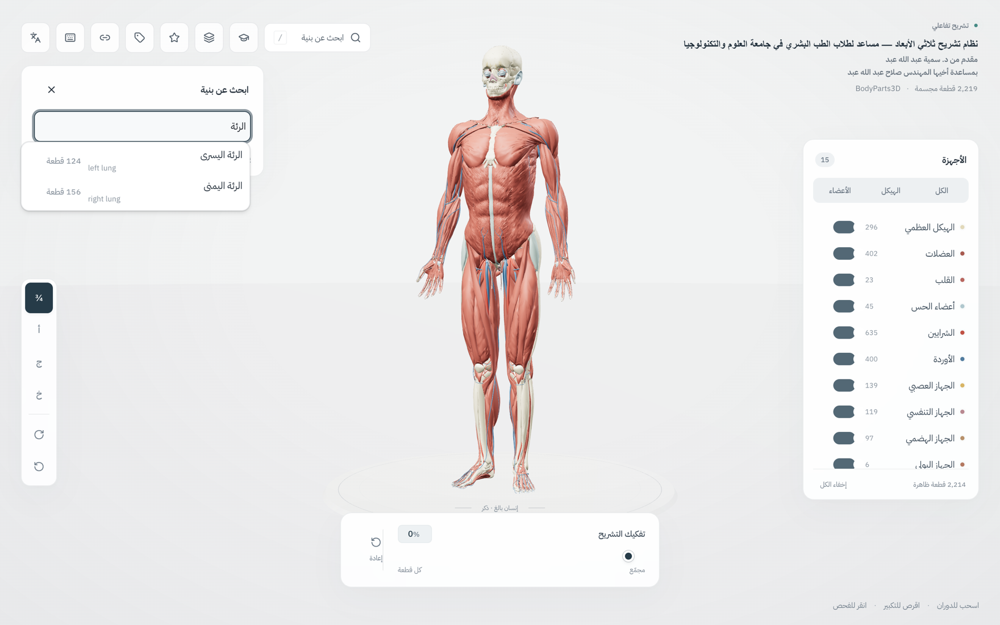 تشريح تفاعلي
نظام تشريح ثلاثي الأبعاد — مساعد لطلاب الطب البشري في جامعة العلوم والتكنولوجيا
مقدم من د. سمية عبد الله عبد
بمساعدة أخيها المهندس صلاح عبد الله عبد
2,219 قطعة مجسمة · BodyParts3D
ابحث عن بنية /
ابحث عن بنية
الرئة
الرئة اليسرى
left lung
124 قطعة
الرئة اليمنى
right lung
156 قطعة
الأجهزة 15
الكل الهيكل الأعضاء
الهيكل العظمي 296
العضلات 402
القلب 23
أعضاء الحس 45
الشرايين 635
الأوردة 400
الجهاز العصبي 139
الجهاز التنفسي 119
الجهاز الهضمي 97
الجهاز البولي 6
2,214 قطعة ظاهرة إخفاء الكل
¾
أ
ج
خ
إنسان بالغ · ذكر
تفكيك التشريح 0%
مجمّع كل قطعة
إعادة
اسحب للدوران · اقرص للتكبير · انقر للفحص